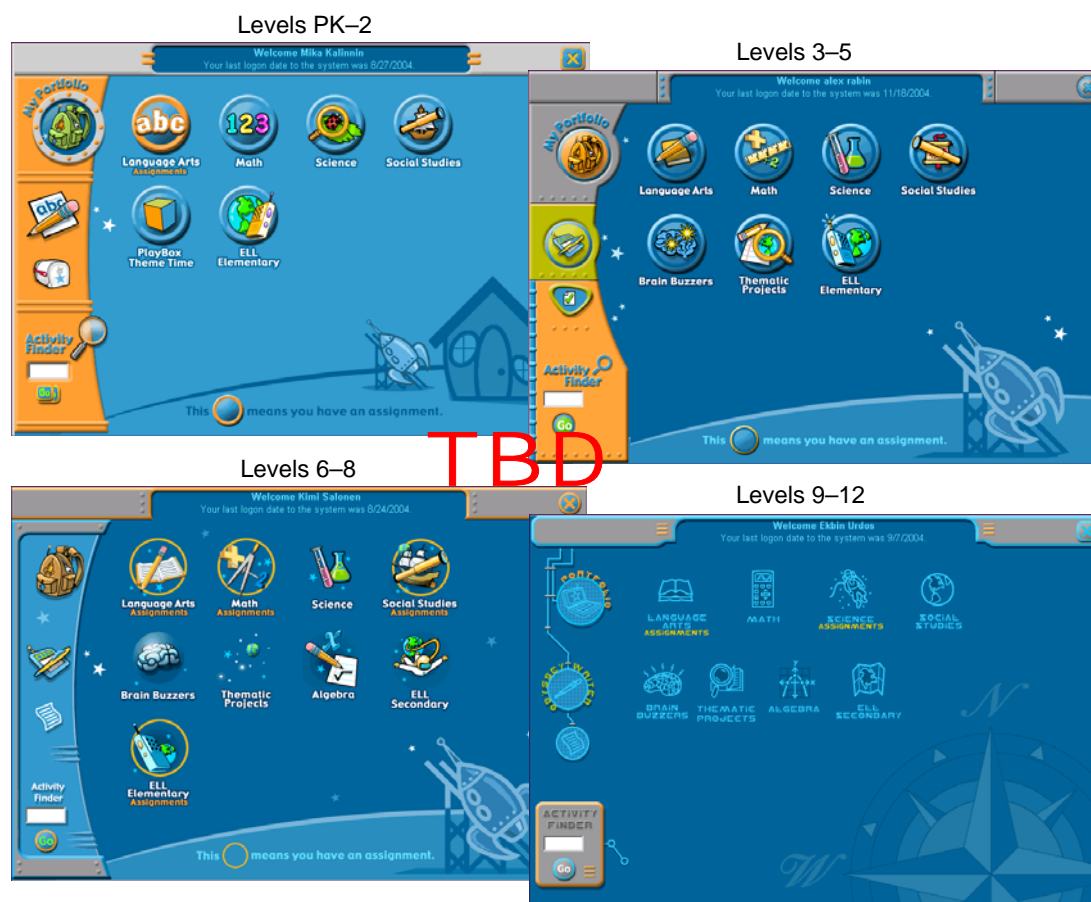 Levels PK–2
Welcome Mika Kalinnin
Your last logon date to the system was 8/27/2004.
My Portfolio
abc
123
Language Arts
Assignments
Math
Science
Social Studies
abc
PlayBox
Theme Time
ELL
Elementary
Activity
Finder
Go
This means you have an assignment.
Levels 3–5
Welcome alex rabin
Your last logon date to the system was 11/18/2004.
My Portfolio
Language Arts
Math
Science
Social Studies
Brain Buzzers
Thematic
Projects
ELL
Elementary
Activity
Finder
Go
This means you have an assignment.
TBD
Levels 6–8
Welcome Kimi Salonen
Your last logon date to the system was 8/24/2004.
Language Arts
Assignments
Math
Assignments
Science
Social Studies
Assignments
Brain Buzzers
Thematic
Projects
Algebra
ELL
Secondary
ELL
Elementary
Assignments
Activity
Finder
Go
This means you have an assignment.
Levels 9–12
Welcome Ekbin Urdos
Your last logon date to the system was 9/7/2004.
PORTFOLIO
LANGUAGE
ARTS
ASSIGNMENTS
MATH
SCIENCE
ASSIGNMENTS
SOCIAL
STUDIES
ODYSSEY WRITER
BRAIN
BUZZERS
THEMATIC
PROJECTS
ALGEBRA
ELL
SECONDARY
N
W
ACTIVITY
FINDER
Go